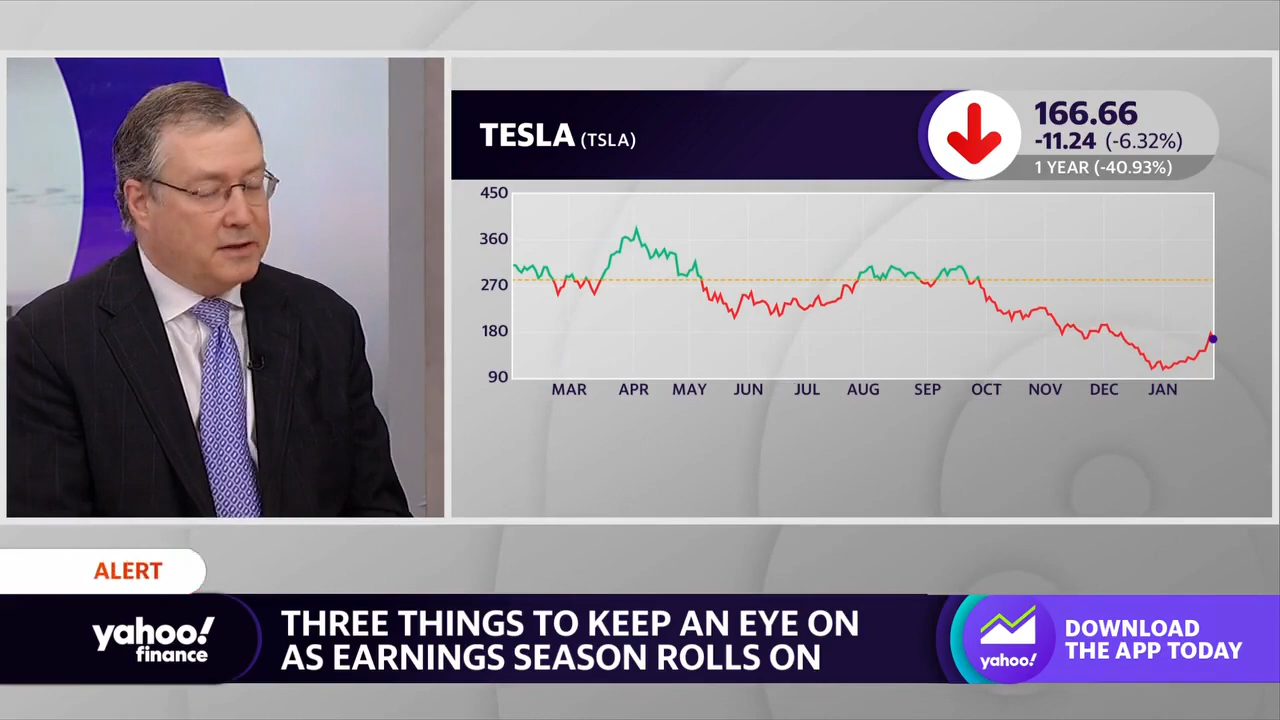 TESLA (TSLA)
166.66
-11.24 (-6.32%)
1 YEAR (-40.93%)
450
360
270
180
90
MAR APR MAY JUN JUL AUG SEP OCT NOV DEC JAN
ALERT
yahoo!
finance
THREE THINGS TO KEEP AN EYE ON
AS EARNINGS SEASON ROLLS ON
yahoo!
DOWNLOAD
THE APP TODAY